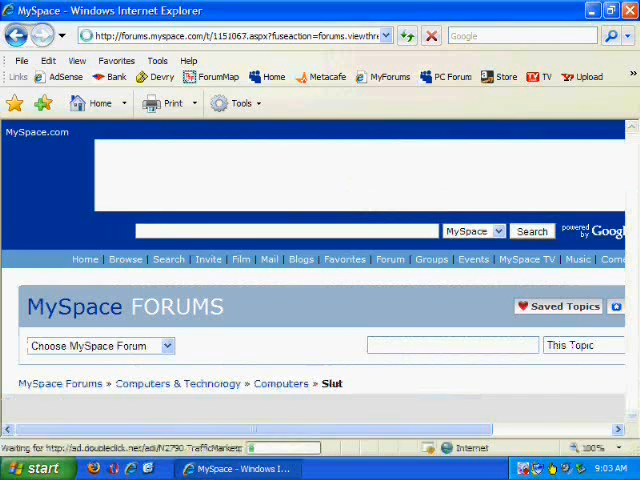 MySpace - Windows Internet Explorer
http://forums.myspace.com/t/1151067.aspx?fuseaction=forums.viewthre
Google
File Edit View Favorites Tools Help
Links AdSense Bank Devry ForumMap Home Metacafe MyForums PC Forum Store TV Upload »
Home Print Tools
MySpace.com
MySpace Search powered by Google
Home | Browse | Search | Invite | Film | Mail | Blogs | Favorites | Forum | Groups | Events | MySpace TV | Music | Come
MySpace FORUMS
Saved Topics
Choose MySpace Forum This Topic
MySpace Forums » Computers & Technology » Computers » Slut
Waiting for http://ad.doubleclick.net/adi/N2790.TrafficMarketp Internet 100%
start MySpace - Windows I... 9:03 AM